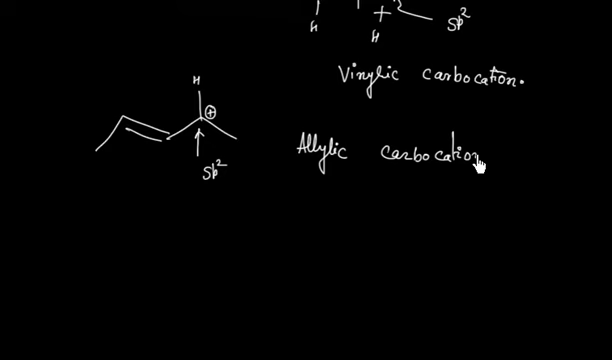 H + H Sp²
Vinylic carbocation.
H
⊕
Allylic carbocation
Sp²